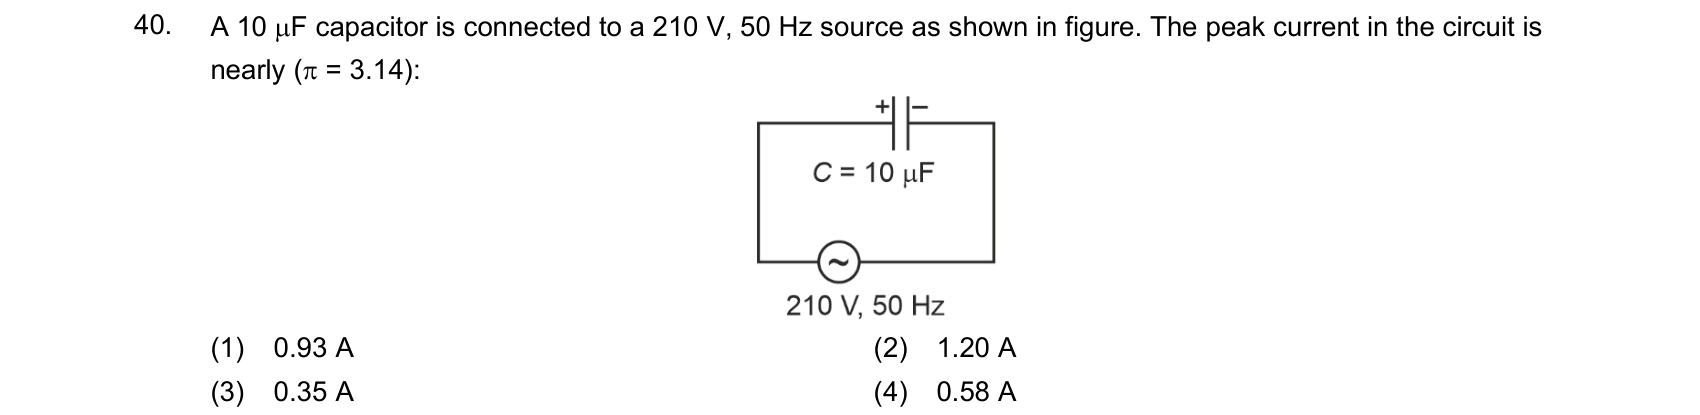 40. A 10 μF capacitor is connected to a 210 V, 50 Hz source as shown in figure. The peak current in the circuit is
nearly (π = 3.14):
+ –
C = 10 μF
~
210 V, 50 Hz
(1) 0.93 A (2) 1.20 A
(3) 0.35 A (4) 0.58 A